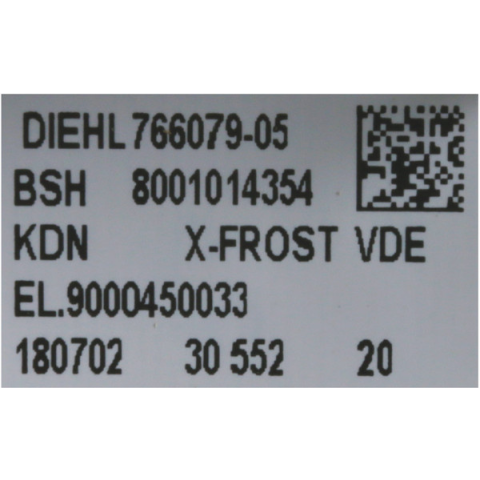 DIEHL 766079-05
BSH 8001014354
KDN X-FROST VDE
EL.9000450033
180702 30 552 20